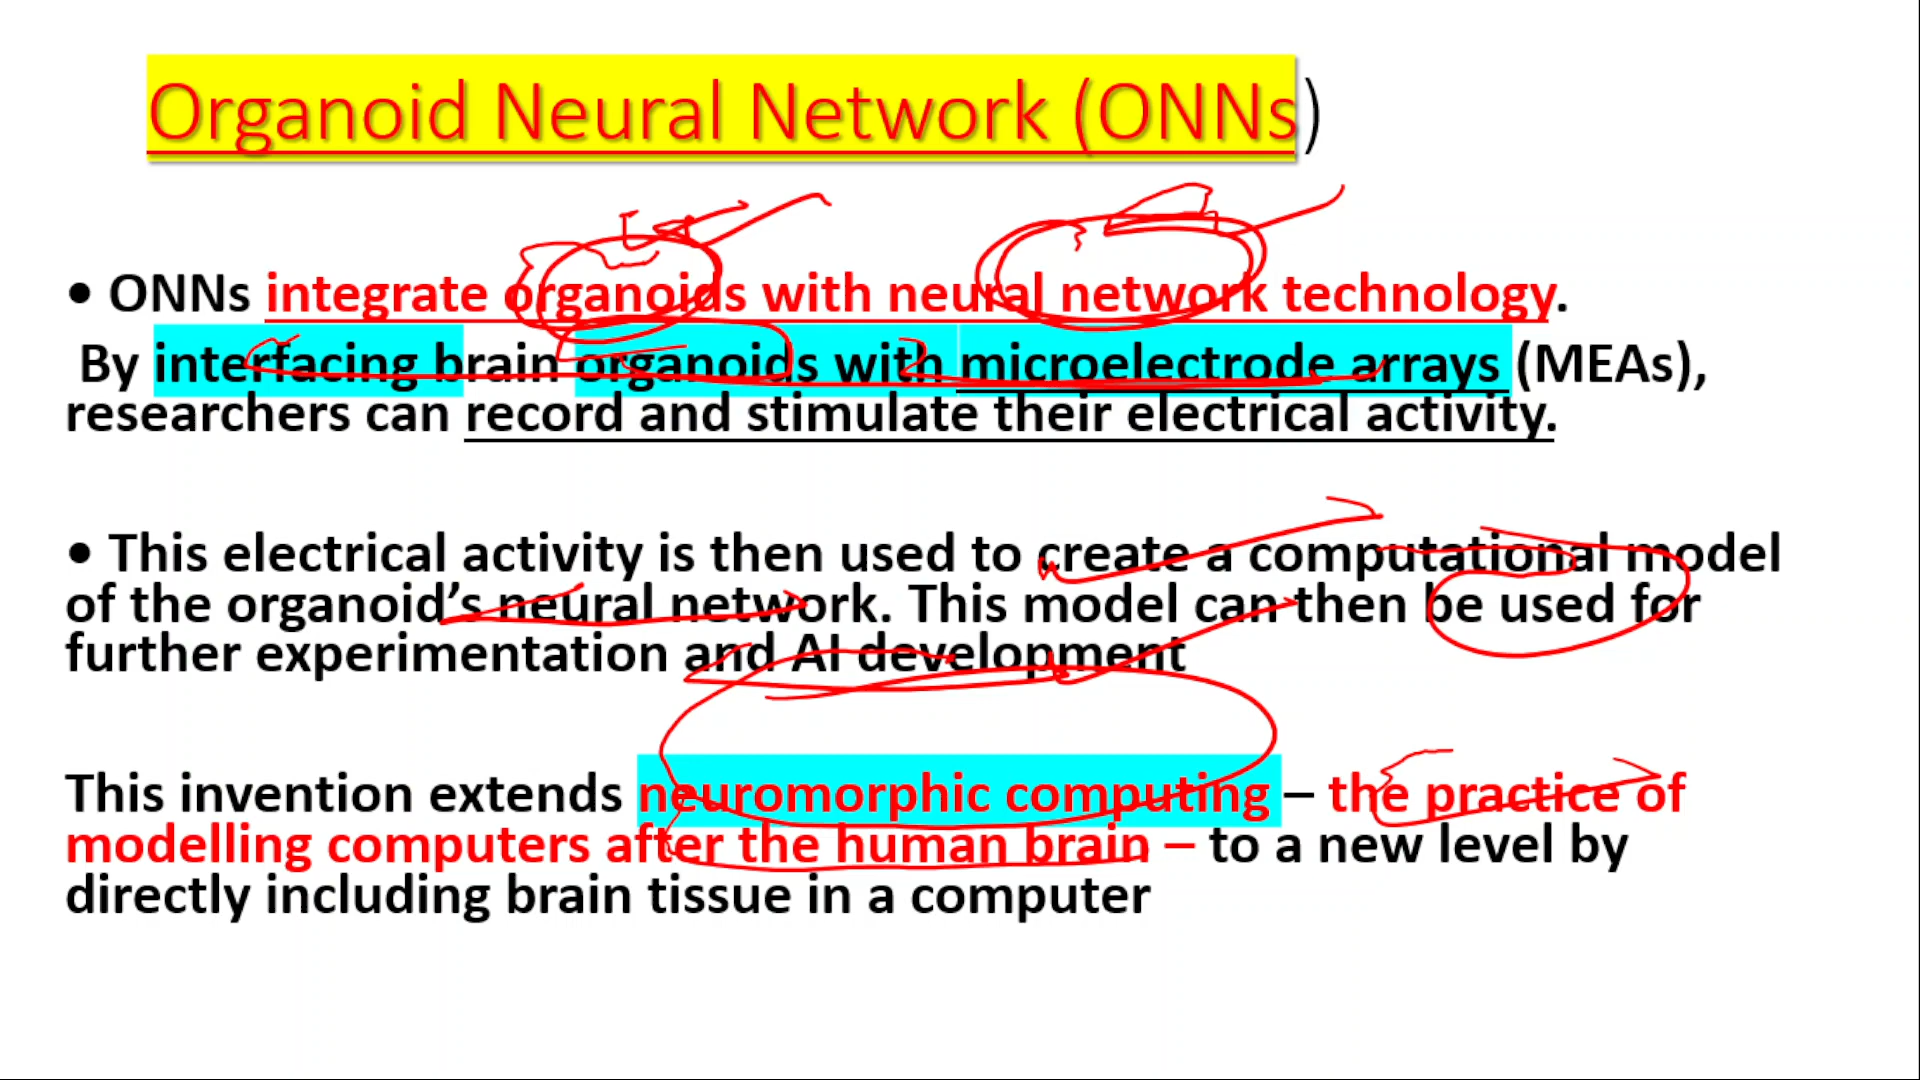 Organoid Neural Network (ONNs)
• ONNs integrate organoids with neural network technology.
By interfacing brain organoids with microelectrode arrays (MEAs),
researchers can record and stimulate their electrical activity.
• This electrical activity is then used to create a computational model
of the organoid’s neural network. This model can then be used for
further experimentation and AI development
This invention extends neuromorphic computing – the practice of
modelling computers after the human brain – to a new level by
directly including brain tissue in a computer